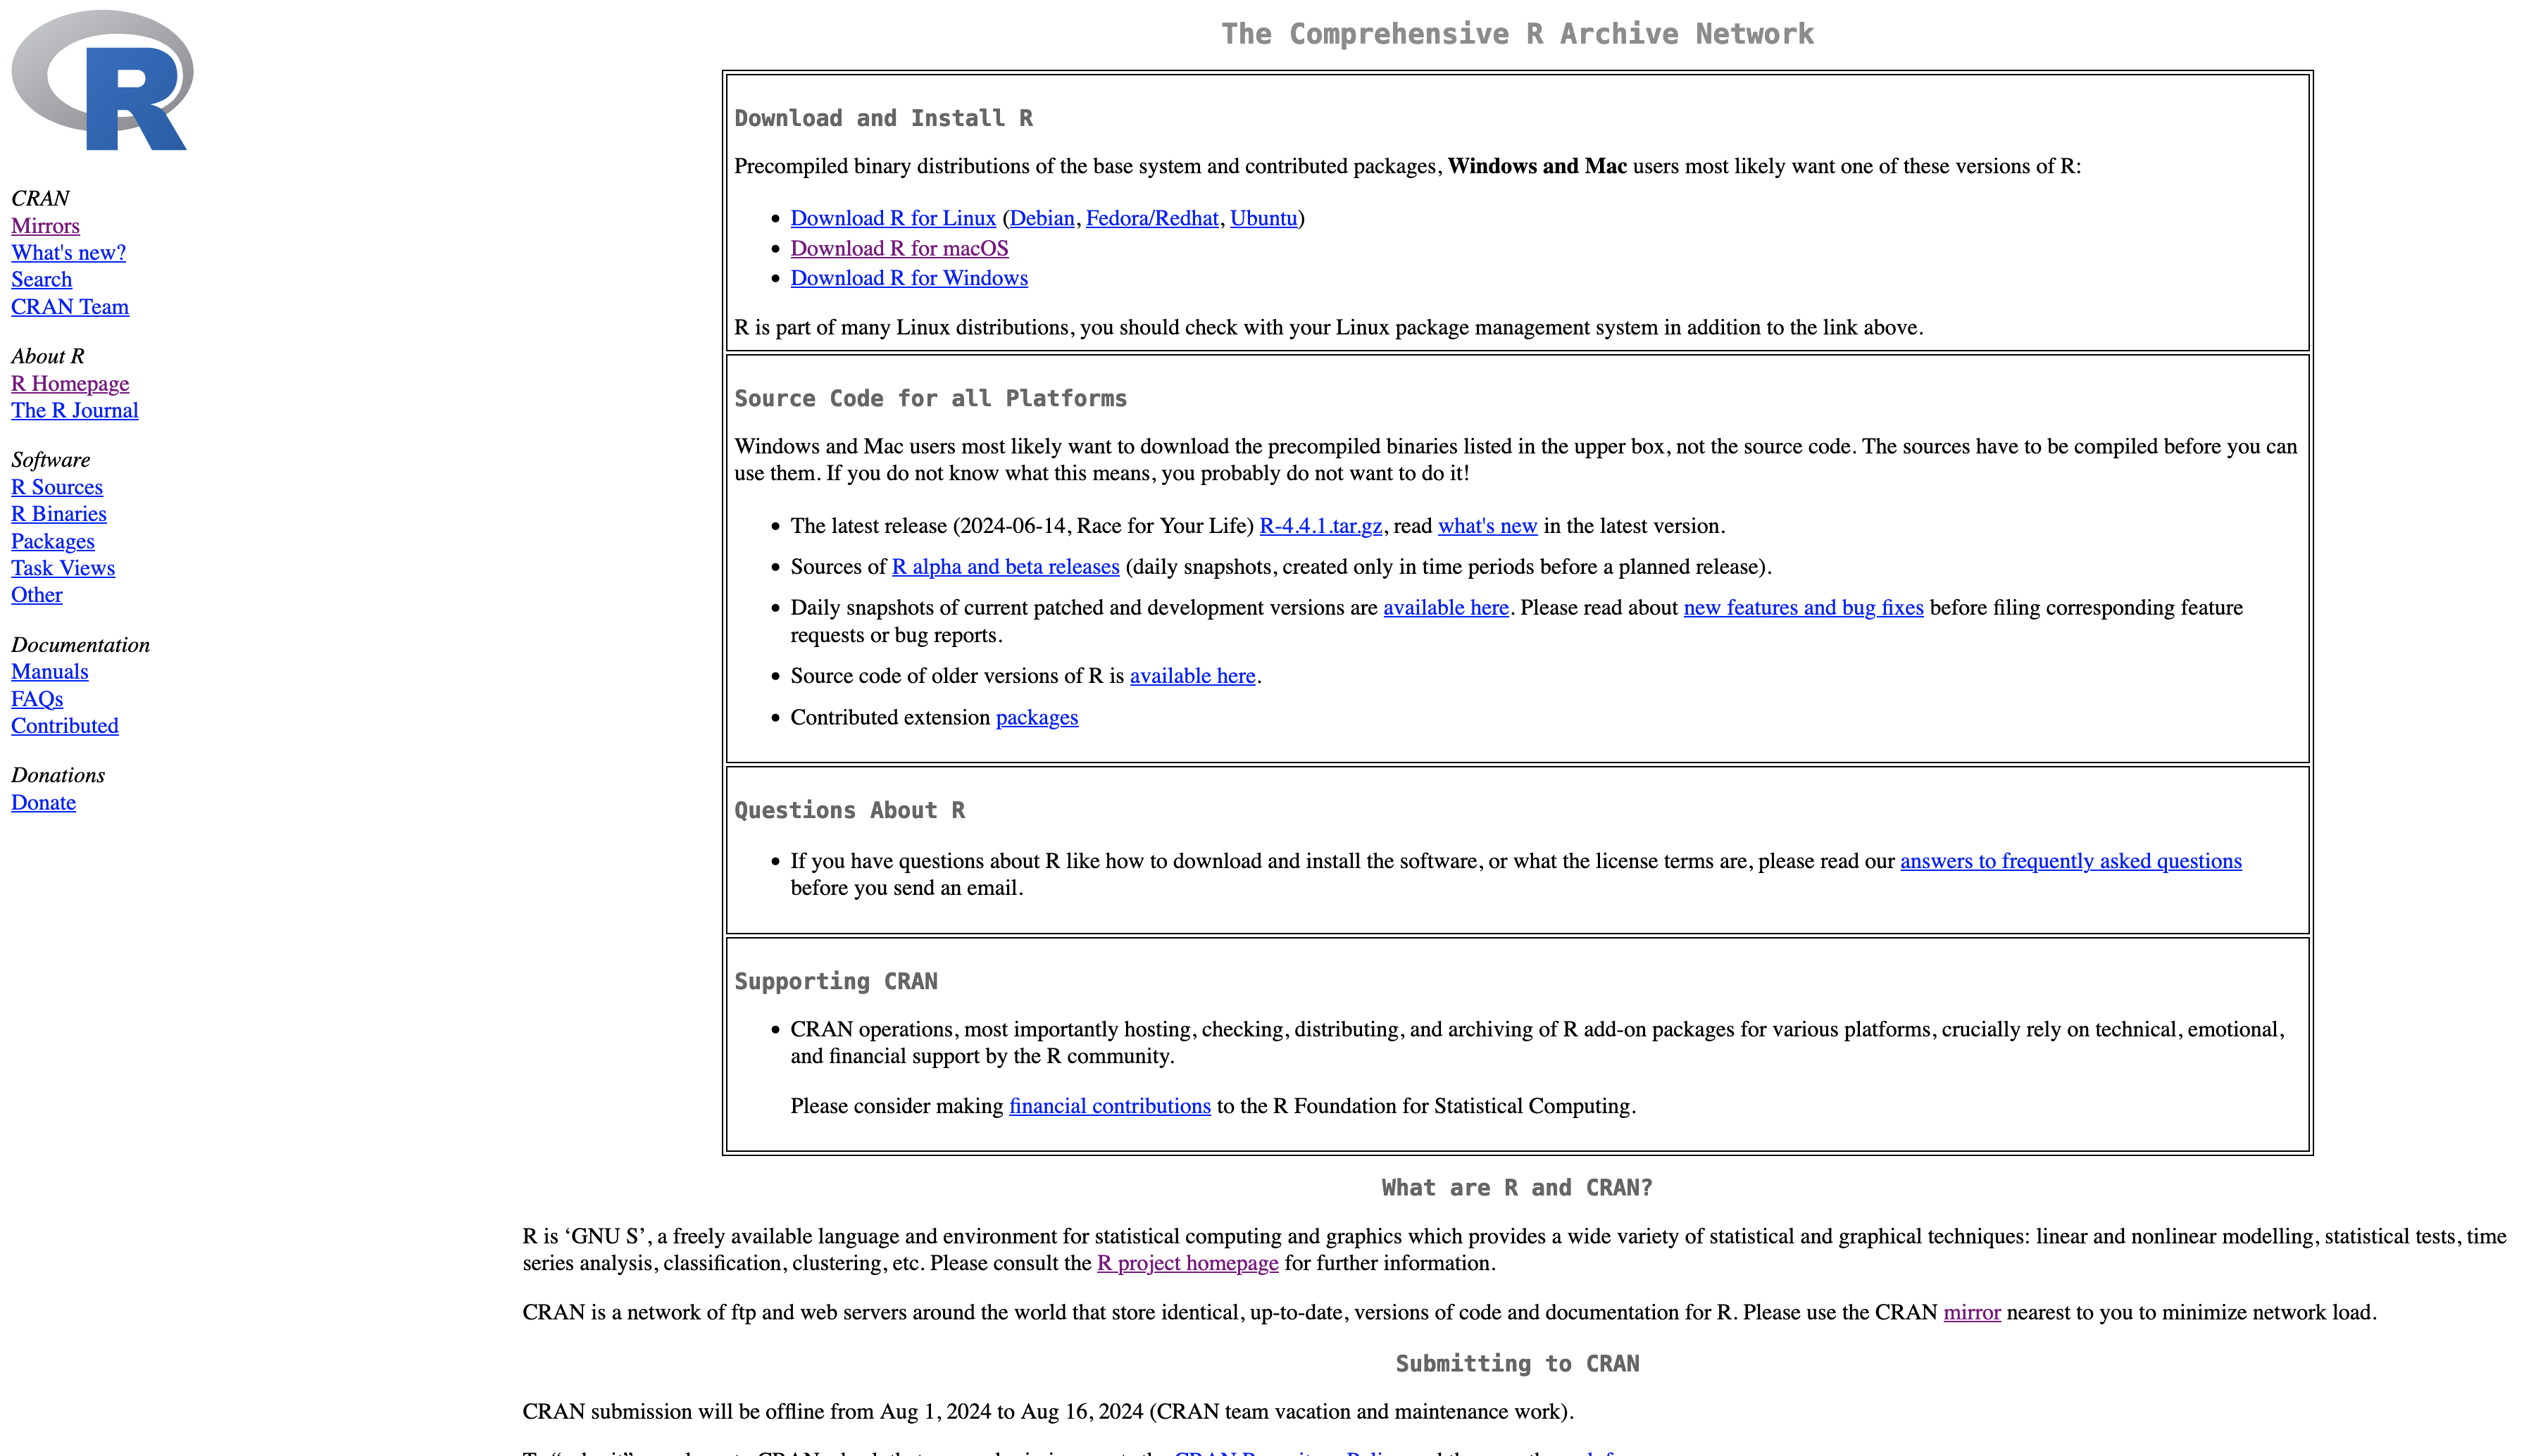 R
CRAN
Mirrors
What's new?
Search
CRAN Team
About R
R Homepage
The R Journal
Software
R Sources
R Binaries
Packages
Task Views
Other
Documentation
Manuals
FAQs
Contributed
Donations
Donate
The Comprehensive R Archive Network
Download and Install R
Precompiled binary distributions of the base system and contributed packages, Windows and Mac users most likely want one of these versions of R:
• Download R for Linux (Debian, Fedora/Redhat, Ubuntu)
• Download R for macOS
• Download R for Windows
R is part of many Linux distributions, you should check with your Linux package management system in addition to the link above.
Source Code for all Platforms
Windows and Mac users most likely want to download the precompiled binaries listed in the upper box, not the source code. The sources have to be compiled before you can
use them. If you do not know what this means, you probably do not want to do it!
• The latest release (2024-06-14, Race for Your Life) R-4.4.1.tar.gz, read what's new in the latest version.
• Sources of R alpha and beta releases (daily snapshots, created only in time periods before a planned release).
• Daily snapshots of current patched and development versions are available here. Please read about new features and bug fixes before filing corresponding feature
requests or bug reports.
• Source code of older versions of R is available here.
• Contributed extension packages
Questions About R
• If you have questions about R like how to download and install the software, or what the license terms are, please read our answers to frequently asked questions
before you send an email.
Supporting CRAN
• CRAN operations, most importantly hosting, checking, distributing, and archiving of R add-on packages for various platforms, crucially rely on technical, emotional,
and financial support by the R community.
Please consider making financial contributions to the R Foundation for Statistical Computing.
What are R and CRAN?
R is ‘GNU S’, a freely available language and environment for statistical computing and graphics which provides a wide variety of statistical and graphical techniques: linear and nonlinear modelling, statistical tests, time
series analysis, classification, clustering, etc. Please consult the R project homepage for further information.
CRAN is a network of ftp and web servers around the world that store identical, up-to-date, versions of code and documentation for R. Please use the CRAN mirror nearest to you to minimize network load.
Submitting to CRAN
CRAN submission will be offline from Aug 1, 2024 to Aug 16, 2024 (CRAN team vacation and maintenance work).